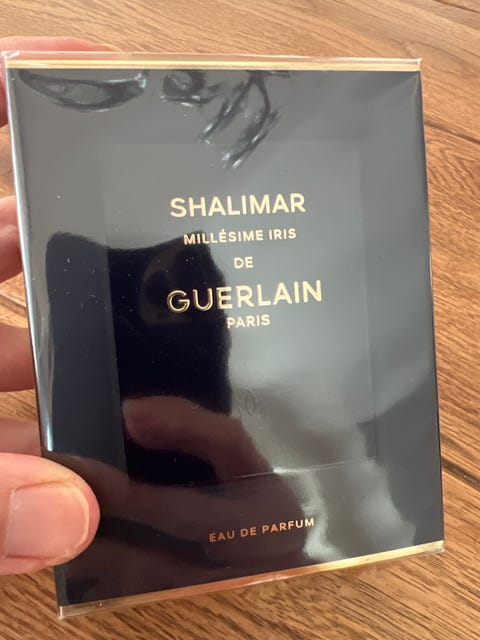 SHALIMAR
MILLÉSIME IRIS
DE
GUERLAIN
PARIS
EAU DE PARFUM